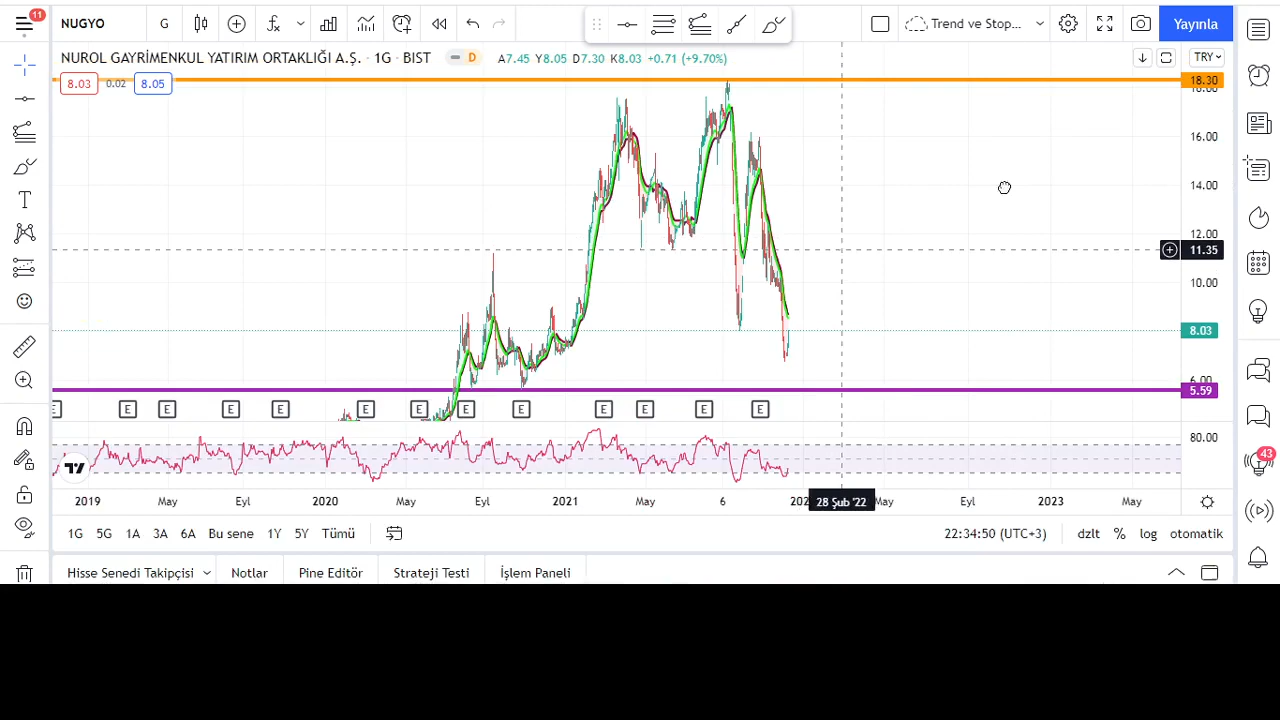 11
NUGYO
G
Trend ve Stop...
Yayınla
NUROL GAYRİMENKUL YATIRIM ORTAKLIĞI A.Ş. · 1G · BIST
D
A7.45 Y8.05 D7.30 K8.03 +0.71 (+9.70%)
TRY
8.03
0.02
8.05
18.30
18.00
16.00
14.00
12.00
11.35
10.00
8.03
6.00
5.59
E E E E E E E E E E E E E
80.00
43
2019
May
Eyl
2020
May
Eyl
2021
May
6
202
28 Şub '22
May
Eyl
2023
May
1G
5G
1A
3A
6A
Bu sene
1Y
5Y
Tümü
22:34:50 (UTC+3)
dzlt
%
log
otomatik
Hisse Senedi Takipçisi
Notlar
Pine Editör
Strateji Testi
İşlem Paneli